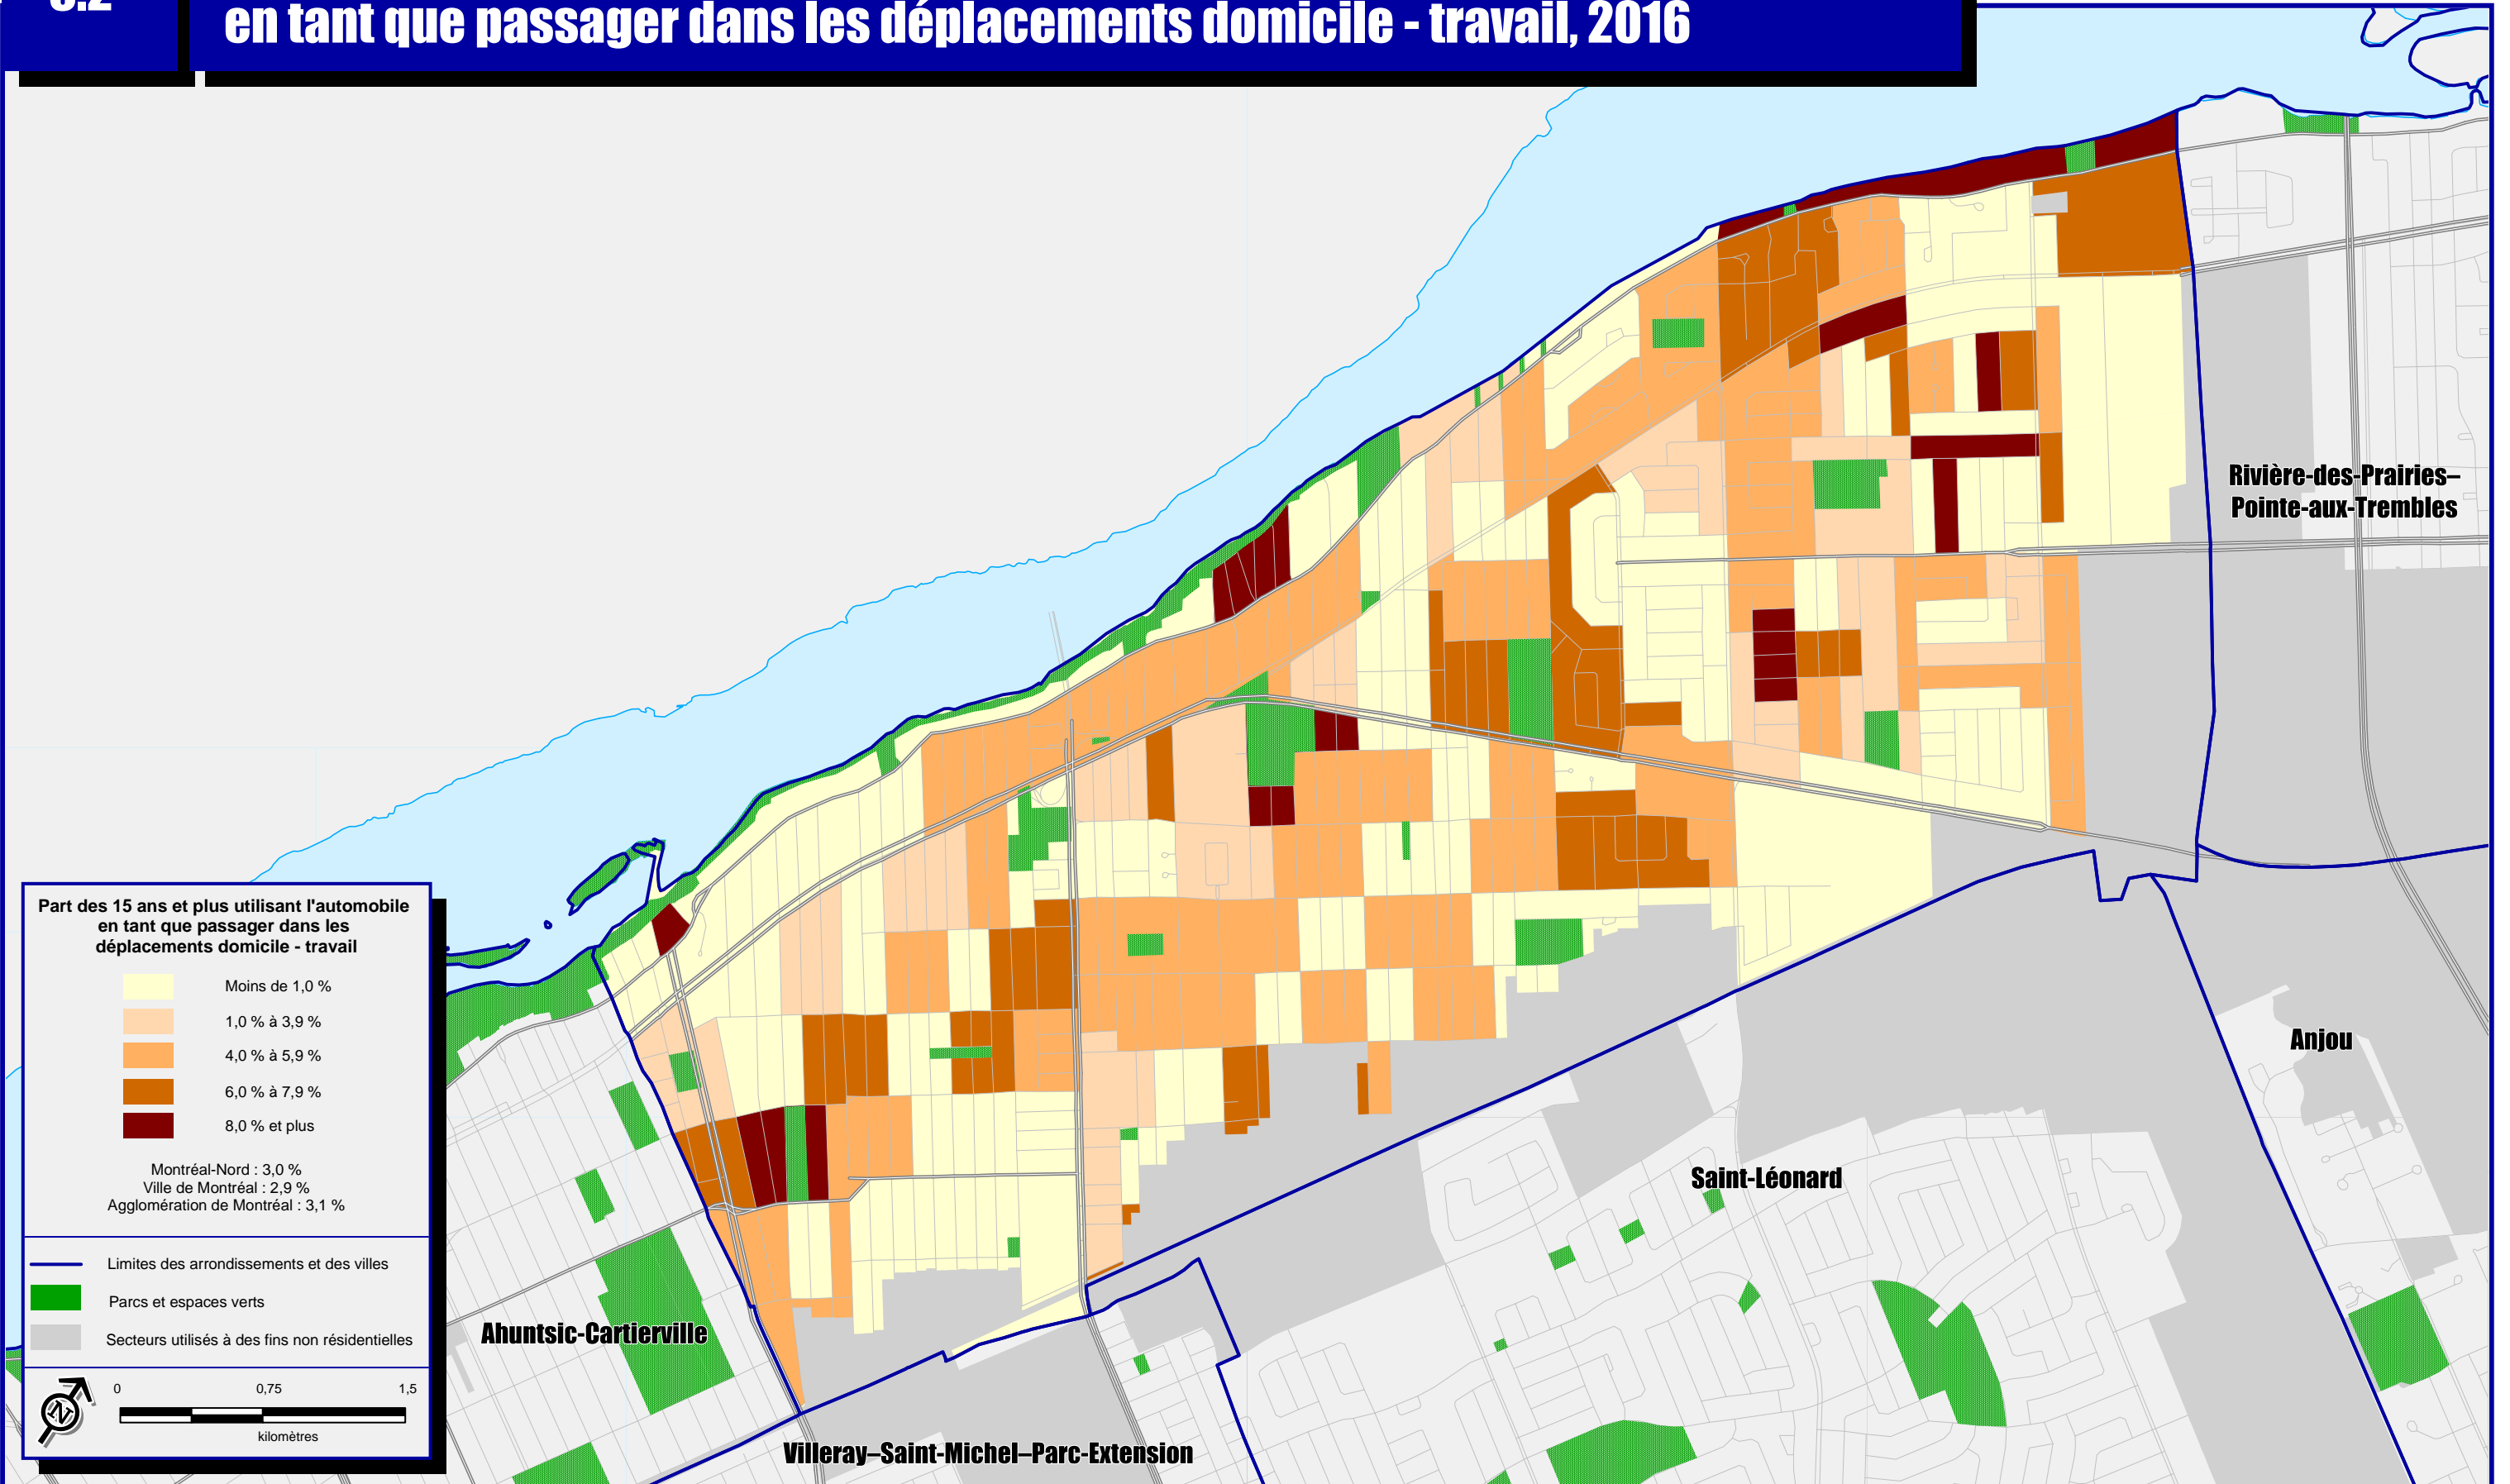 en tant que passager dans les déplacements domicile - travail, 2016
Rivière-des-Prairies–
Pointe-aux-Trembles
Anjou
Saint-Léonard
Ahuntsic-Cartierville
Villeray–Saint-Michel–Parc-Extension
Part des 15 ans et plus utilisant l'automobile
en tant que passager dans les
déplacements domicile - travail
Moins de 1,0 %
1,0 % à 3,9 %
4,0 % à 5,9 %
6,0 % à 7,9 %
8,0 % et plus
Montréal-Nord : 3,0 %
Ville de Montréal : 2,9 %
Agglomération de Montréal : 3,1 %
Limites des arrondissements et des villes
Parcs et espaces verts
Secteurs utilisés à des fins non résidentielles
N
0 0,75 1,5
kilomètres